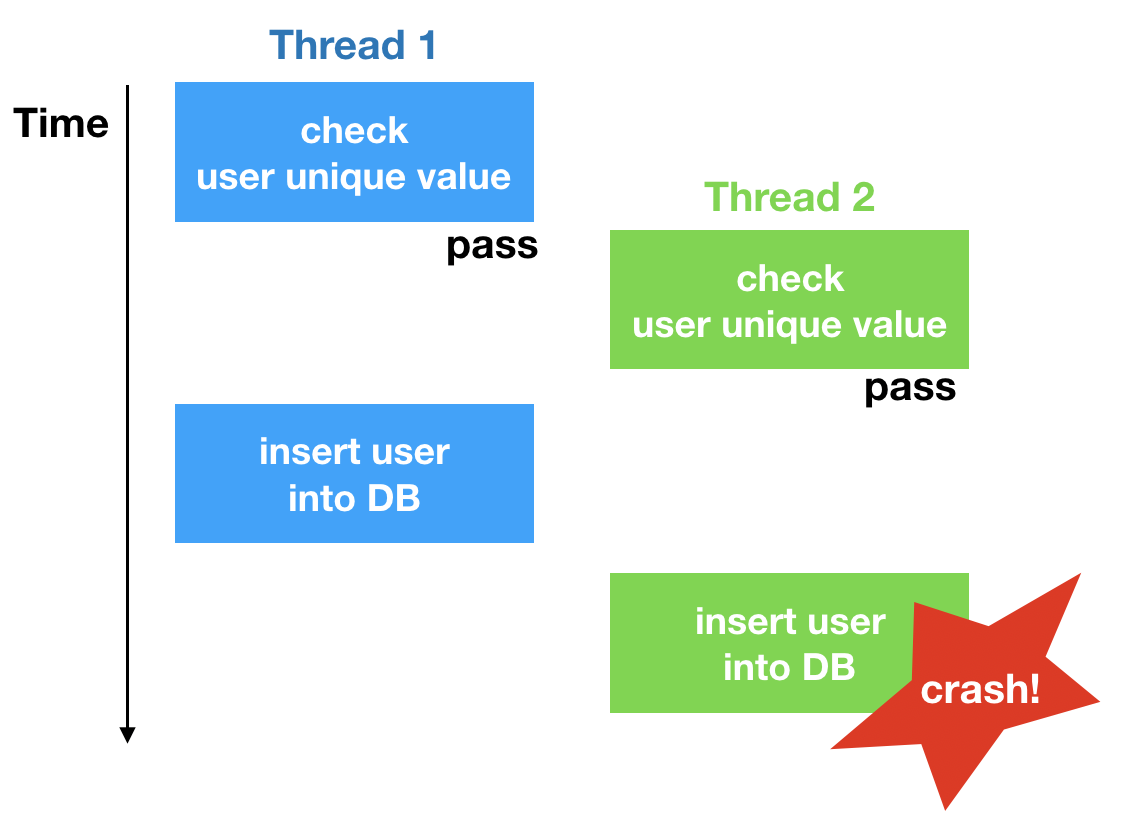 Thread 1
Time
check
user unique value
pass
Thread 2
check
user unique value
pass
insert user
into DB
insert user
into DB
crash!